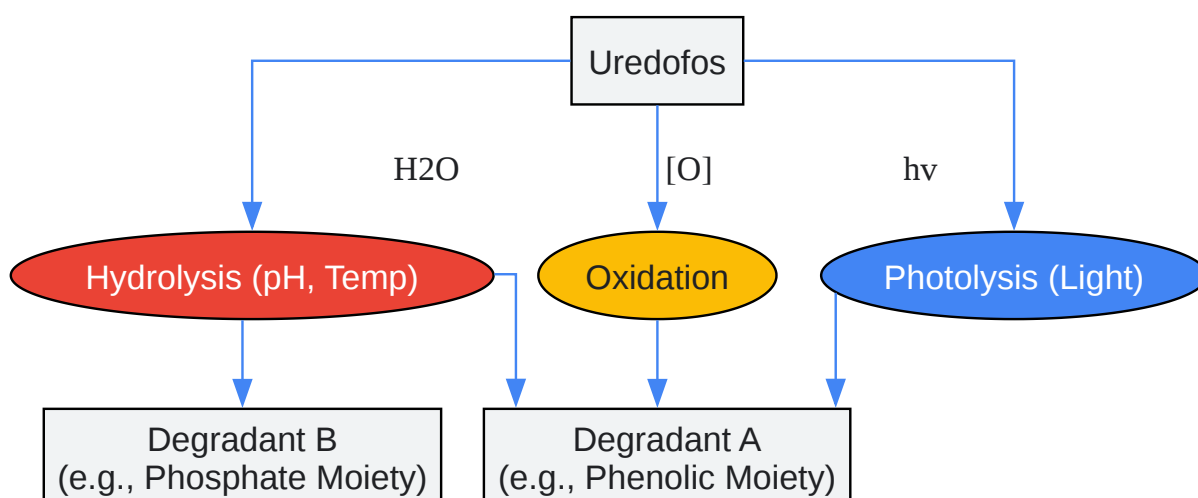 Uredofos
H2O
[O]
hv
Hydrolysis (pH, Temp)
Oxidation
Photolysis (Light)
Degradant B
(e.g., Phosphate Moiety)
Degradant A
(e.g., Phenolic Moiety)